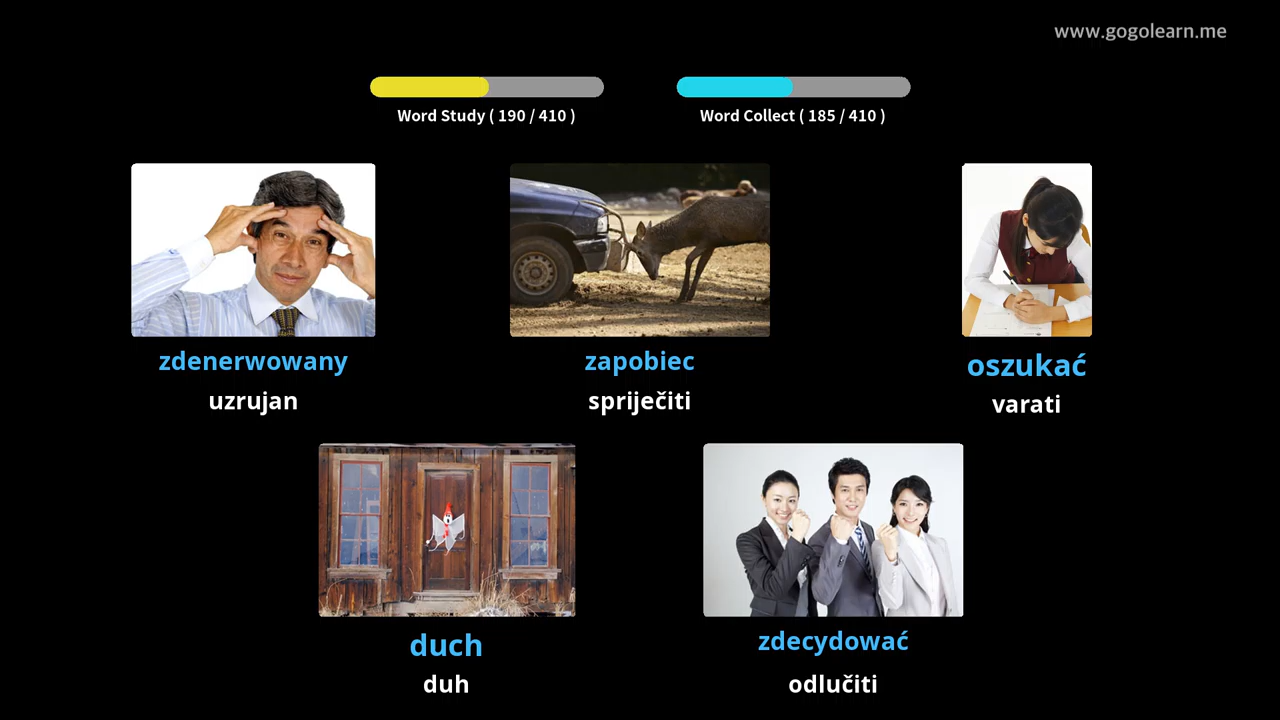 www.gogolearn.me
Word Study ( 190 / 410 )
Word Collect ( 185 / 410 )
zdenerwowany
uzrujan
zapobiec
spriječiti
oszukać
varati
duch
duh
zdecydować
odlučiti